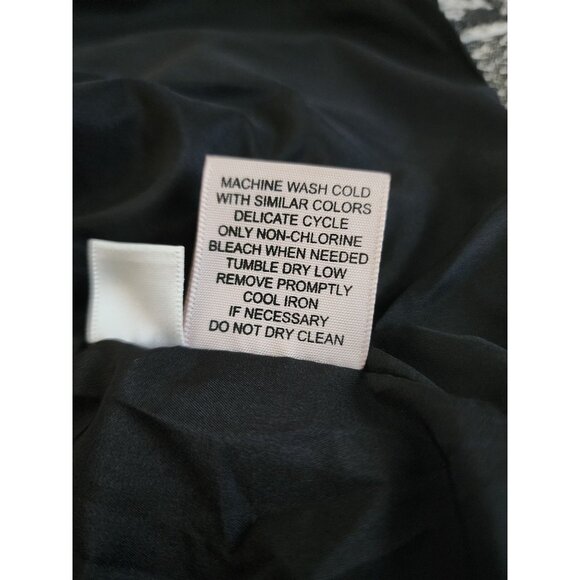 MACHINE WASH COLD
WITH SIMILAR COLORS
DELICATE CYCLE
ONLY NON-CHLORINE
BLEACH WHEN NEEDED
TUMBLE DRY LOW
REMOVE PROMPTLY
COOL IRON
IF NECESSARY
DO NOT DRY CLEAN